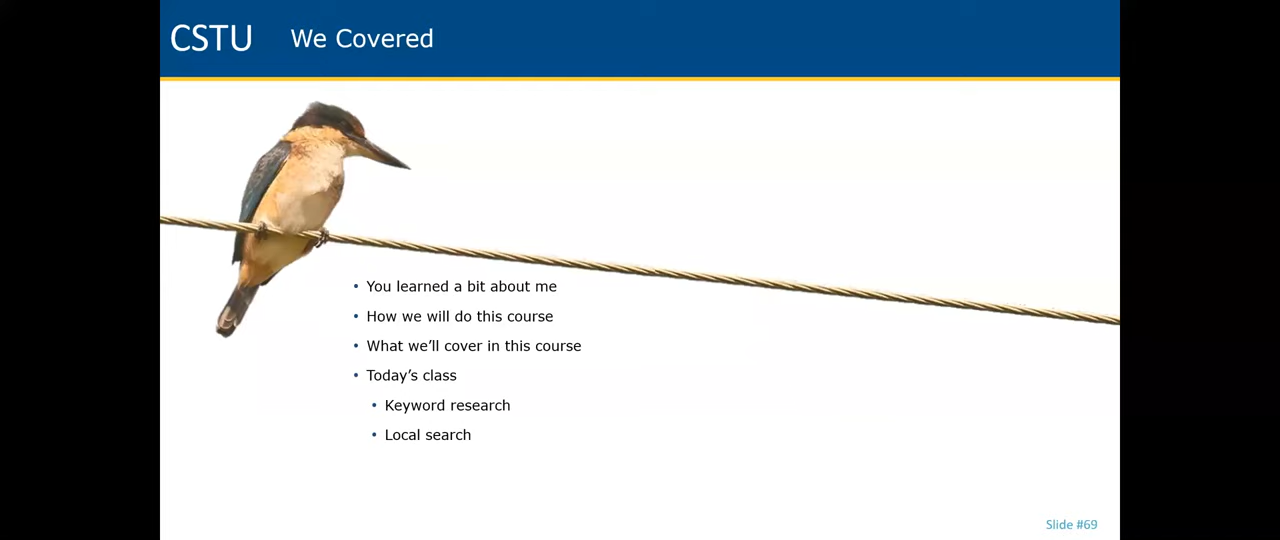 CSTU We Covered
You learned a bit about me
How we will do this course
What we’ll cover in this course
Today’s class
Keyword research
Local search
Slide #69